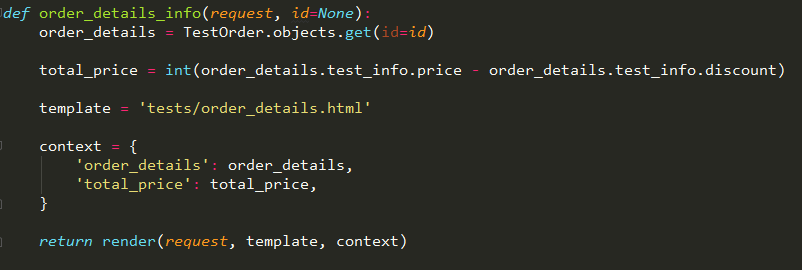 def order_details_info(request, id=None):
    order_details = TestOrder.objects.get(id=id)
    total_price = int(order_details.test_info.price - order_details.test_info.discount)
    template = 'tests/order_details.html'
    context = {
        'order_details': order_details,
        'total_price': total_price,
    }
    return render(request, template, context)